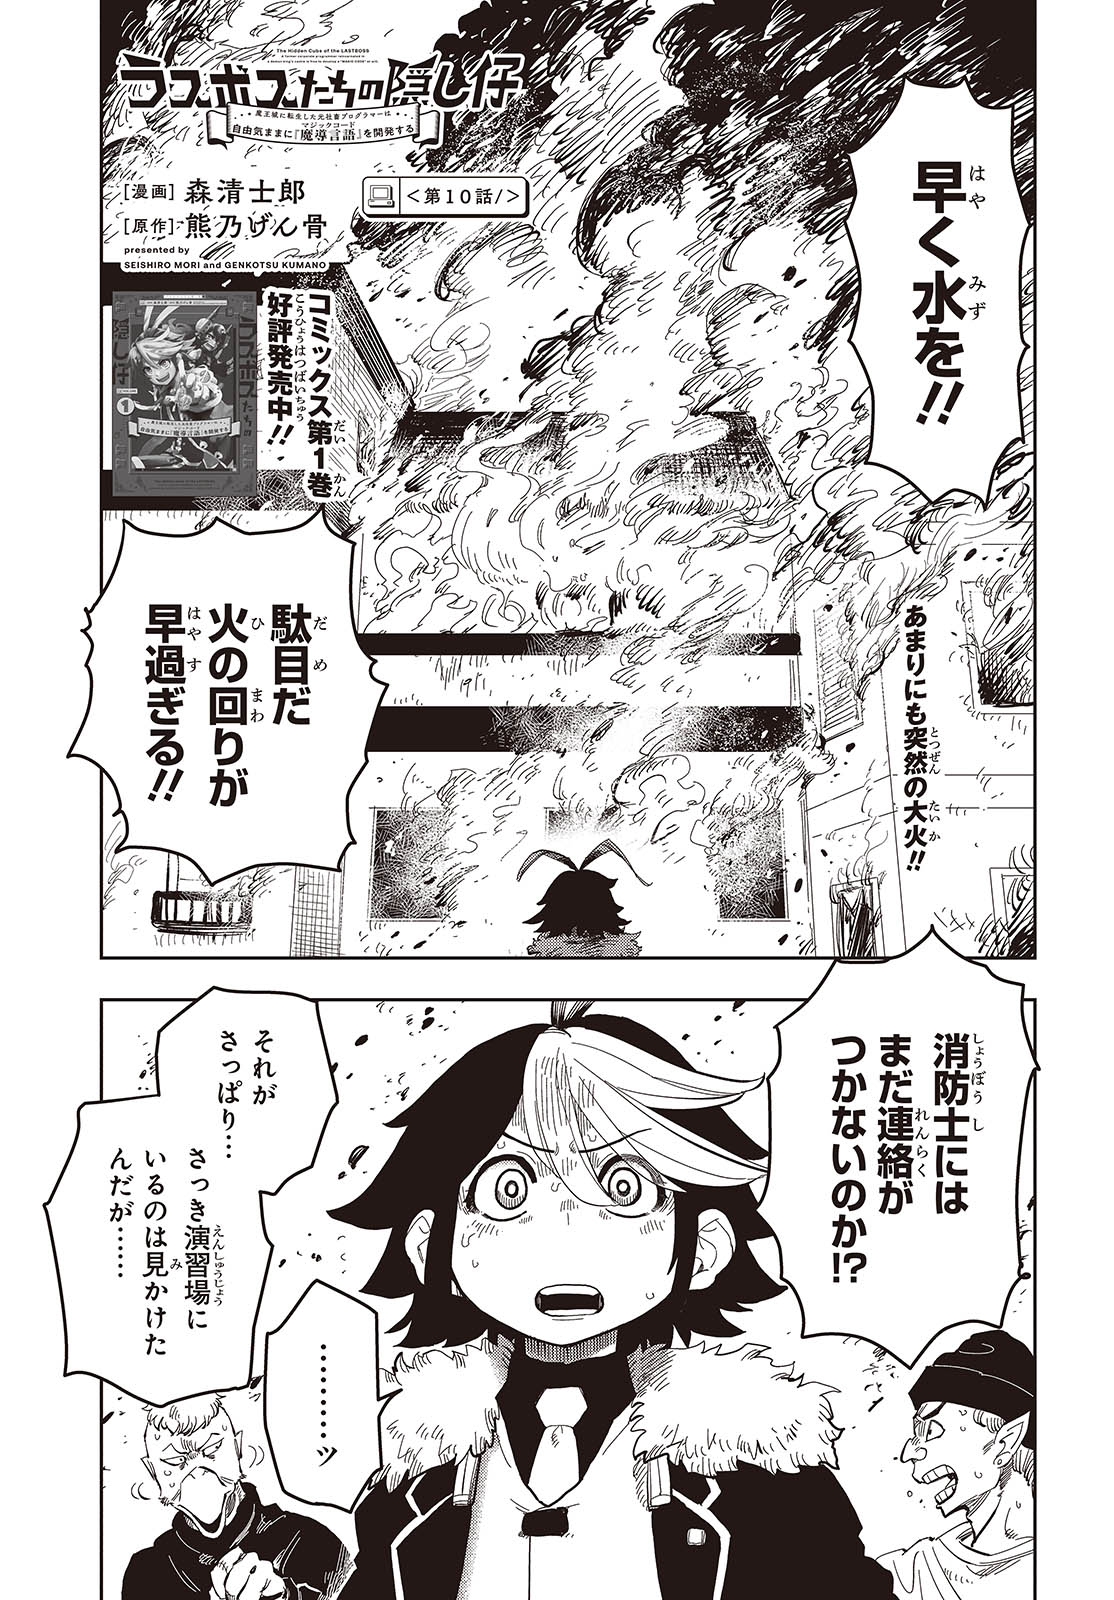 The Hidden Cubs of the LASTBOSS
ラスボスたちの隠し仔
魔王城に転生した元社畜プログラマーは
自由気ままに『魔導言語』を開発する
マジックコード
[漫画] 森清士郎
[原作] 熊乃げん骨
presented by
SEISHIRO MORI and GENKOTSU KUMANO
<第10話/>
コミックス第1巻
好評発売中!!
早く水を!!
あまりにも突然の大火!!
駄目だ
火の回りが
早過ぎる!!
消防士には
まだ連絡が
つかないのか!?
それが
さっぱり…
さっき演習場に
いるのは見かけた
んだが……
………ッ